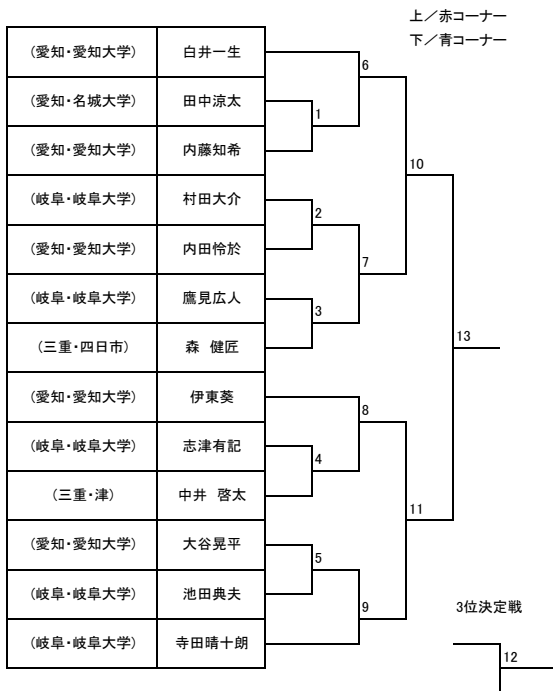 上／赤コーナー
下／青コーナー
(愛知・愛知大学) 白井一生
(愛知・名城大学) 田中涼太
(愛知・愛知大学) 内藤知希
(岐阜・岐阜大学) 村田大介
(愛知・愛知大学) 内田怜於
(岐阜・岐阜大学) 鷹見広人
(三重・四日市) 森 健匠
(愛知・愛知大学) 伊東葵
(岐阜・岐阜大学) 志津有記
(三重・津) 中井 啓太
(愛知・愛知大学) 大谷晃平
(岐阜・岐阜大学) 池田典夫
(岐阜・岐阜大学) 寺田晴十朗
1
2
3
4
5
6
7
8
9
10
11
13
3位決定戦
12